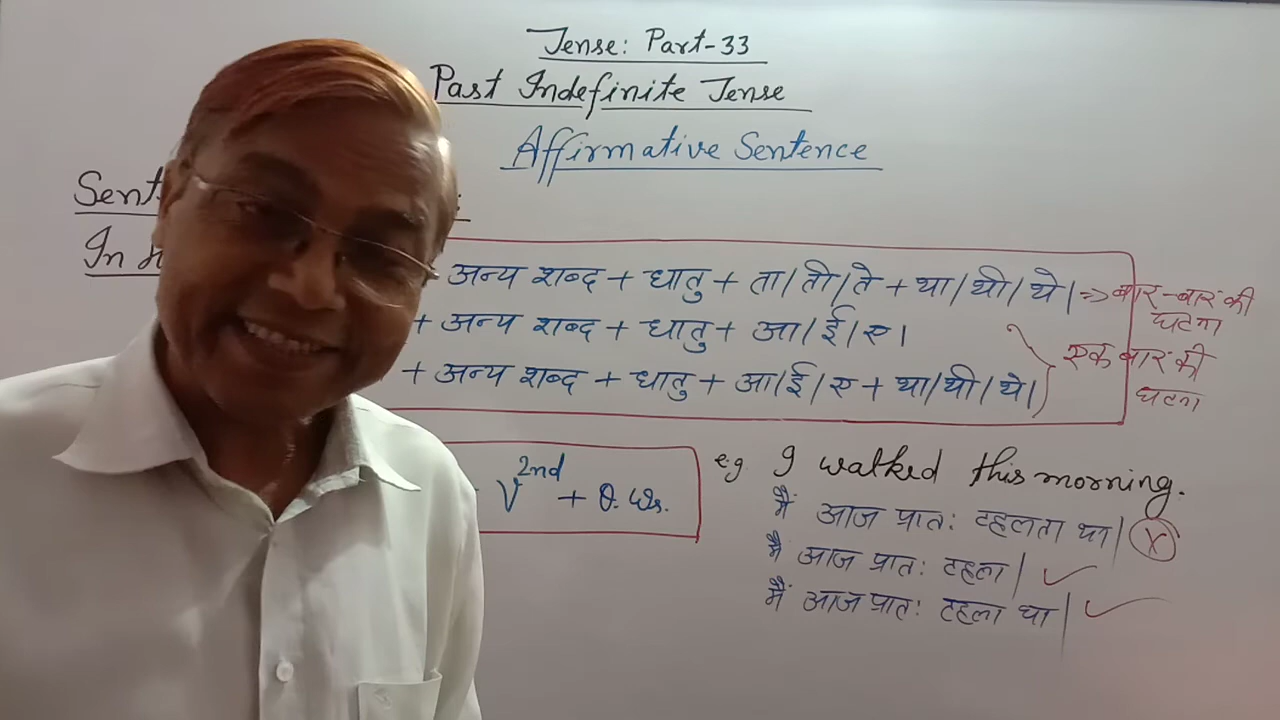 Tense: Part-33
Past Indefinite Tense
Affirmative Sentence
Sent
In
अन्य शब्द + धातु + ता/ती/ते + था/थी/थे। => बार-बार की घटना
+ अन्य शब्द + धातु + आ/ई/ए।
+ अन्य शब्द + धातु + आ/ई/ए + था/थी/थे।
एक बार की
घटना
V2nd + O.Ws.
e.g I walked this morning.
मैं आज प्रात: टहलता था। X
मैं आज प्रात: टहला। ✓
मैं आज प्रात: टहला था। ✓